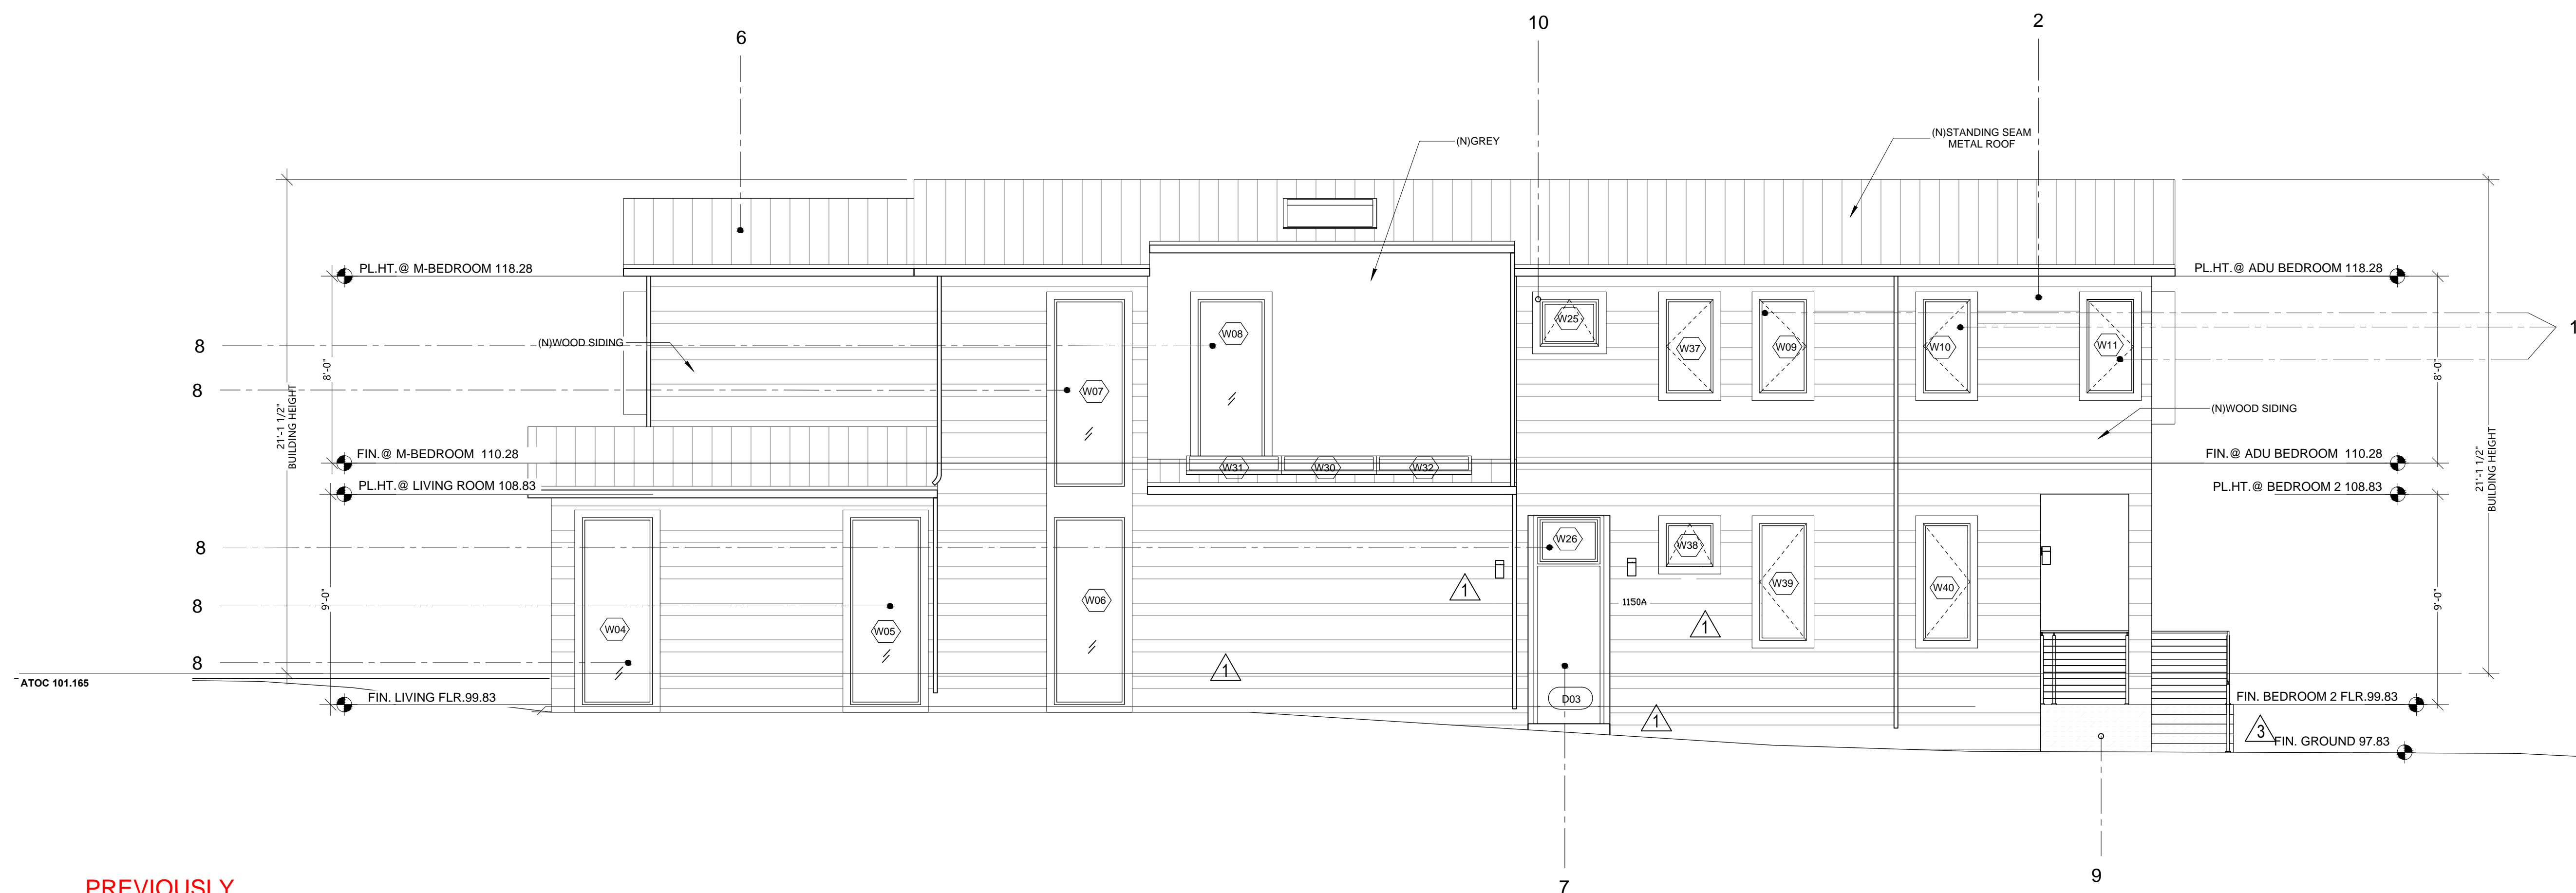 6
10
2
(N)GREY
(N)STANDING SEAM
METAL ROOF
PL.HT.@ M-BEDROOM 118.28
PL.HT.@ ADU BEDROOM 118.28
W25
W08
W37
W09
W10
W11
1
8
(N)WOOD SIDING
8
W07
8'-0"
8'-0"
21'-1 1/2"
BUILDING HEIGHT
(N)WOOD SIDING
FIN.@ M-BEDROOM 110.28
W31
W30
W32
FIN.@ ADU BEDROOM 110.28
PL.HT.@ LIVING ROOM 108.83
PL.HT.@ BEDROOM 2 108.83
21'-1 1/2"
BUILDING HEIGHT
8
W26
W38
W39
W40
1
8
9'-0"
W06
1150A
9'-0"
W04
W05
1
8
1
ATOC 101.165
FIN. LIVING FLR.99.83
D03
FIN. BEDROOM 2 FLR.99.83
1
3
FIN. GROUND 97.83
7
9
PREVIOUSLY